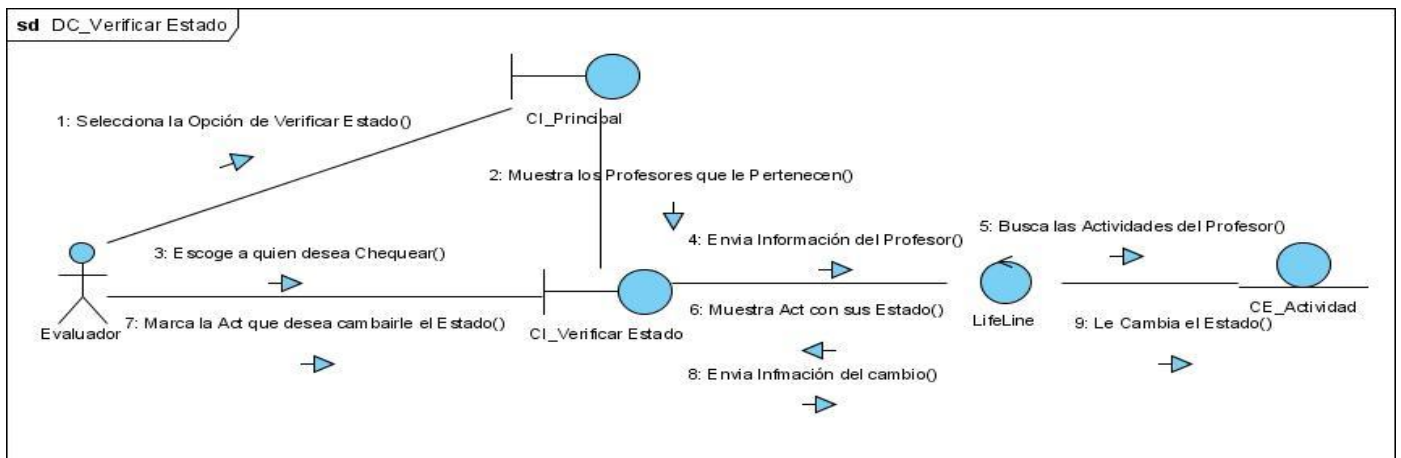 sd DC_Verificar Estado
CI_Principal
1: Selecciona la Opción de Verificar Estado()
2: Muestra los Profesores que le Pertenecen()
3: Escoge a quien desea Chequear()
4: Envia Información del Profesor()
5: Busca las Actividades del Profesor()
Evaluador
7: Marca la Act que desea cambairle el Estado()
CI_Verificar Estado
6: Muestra Act con sus Estado()
LifeLine
CE_Actividad
9: Le Cambia el Estado()
8: Envia Infmación del cambio()